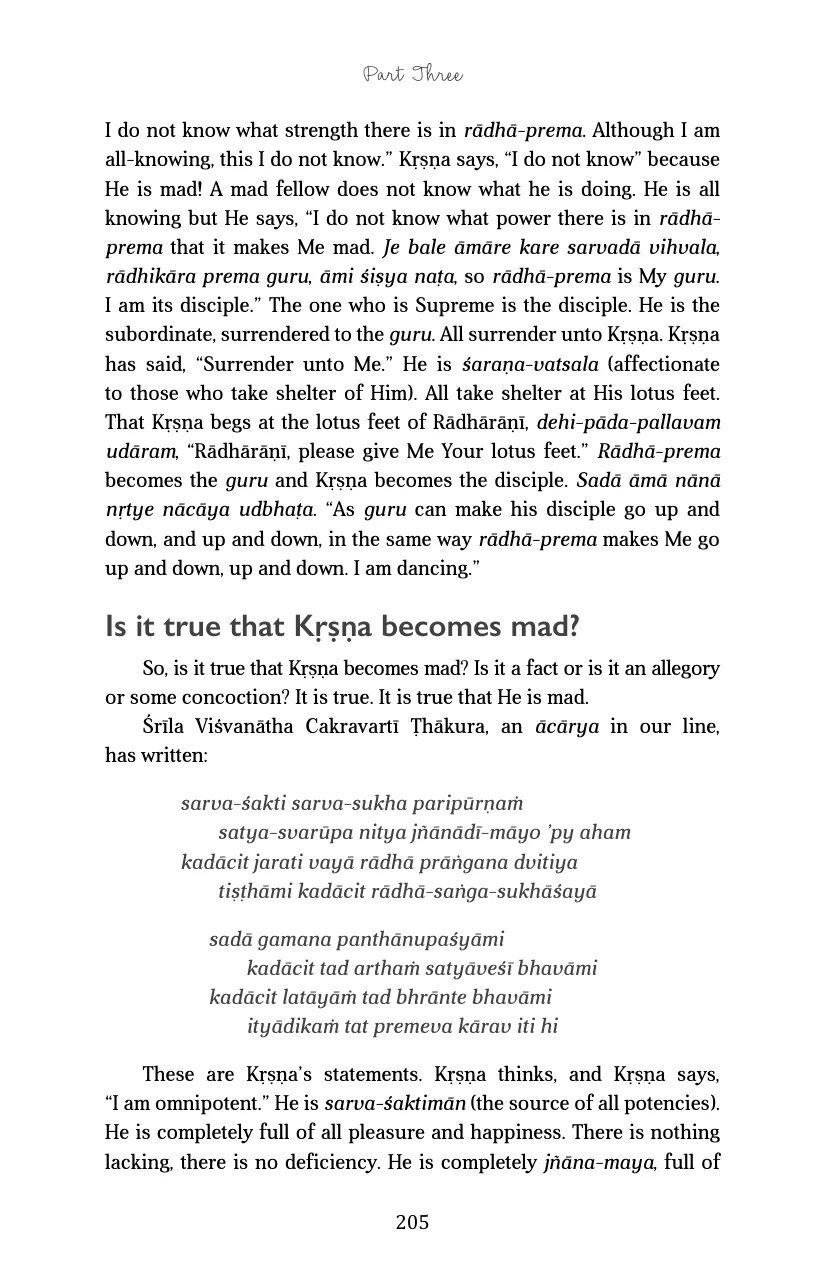 Part Three
I do not know what strength there is in rādhā-prema. Although I am
all-knowing, this I do not know.” Kṛṣṇa says, “I do not know” because
He is mad! A mad fellow does not know what he is doing. He is all
knowing but He says, “I do not know what power there is in rādhā-
prema that it makes Me mad. Je bale āmāre kare sarvadā vihvala,
rādhikāra prema guru, āmi śiṣya naṭa, so rādhā-prema is My guru.
I am its disciple.” The one who is Supreme is the disciple. He is the
subordinate, surrendered to the guru. All surrender unto Kṛṣṇa. Kṛṣṇa
has said, “Surrender unto Me.” He is śaraṇa-vatsala (affectionate
to those who take shelter of Him). All take shelter at His lotus feet.
That Kṛṣṇa begs at the lotus feet of Rādhārāṇī, dehi-pāda-pallavam
udāram, “Rādhārāṇī, please give Me Your lotus feet.” Rādhā-prema
becomes the guru and Kṛṣṇa becomes the disciple. Sadā āmā nānā
nṛtye nācāya udbhaṭa. “As guru can make his disciple go up and
down, and up and down, in the same way rādhā-prema makes Me go
up and down, up and down. I am dancing.”
Is it true that Kṛṣṇa becomes mad?
So, is it true that Kṛṣṇa becomes mad? Is it a fact or is it an allegory
or some concoction? It is true. It is true that He is mad.
Śrīla Viśvanātha Cakravartī Ṭhākura, an ācārya in our line,
has written:
sarva-śakti sarva-sukha paripūrṇaṁ
satya-svarūpa nitya jñānādī-māyo ’py aham
kadācit jarati vayā rādhā prāṅgana dvitiya
tiṣṭhāmi kadācit rādhā-saṅga-sukhāśayā
sadā gamana panthānupaśyāmi
kadācit tad arthaṁ satyāveśī bhavāmi
kadācit latāyāṁ tad bhrānte bhavāmi
ityādikaṁ tat premeva kārav iti hi
These are Kṛṣṇa’s statements. Kṛṣṇa thinks, and Kṛṣṇa says,
“I am omnipotent.” He is sarva-śaktimān (the source of all potencies).
He is completely full of all pleasure and happiness. There is nothing
lacking, there is no deficiency. He is completely jñāna-maya, full of
205